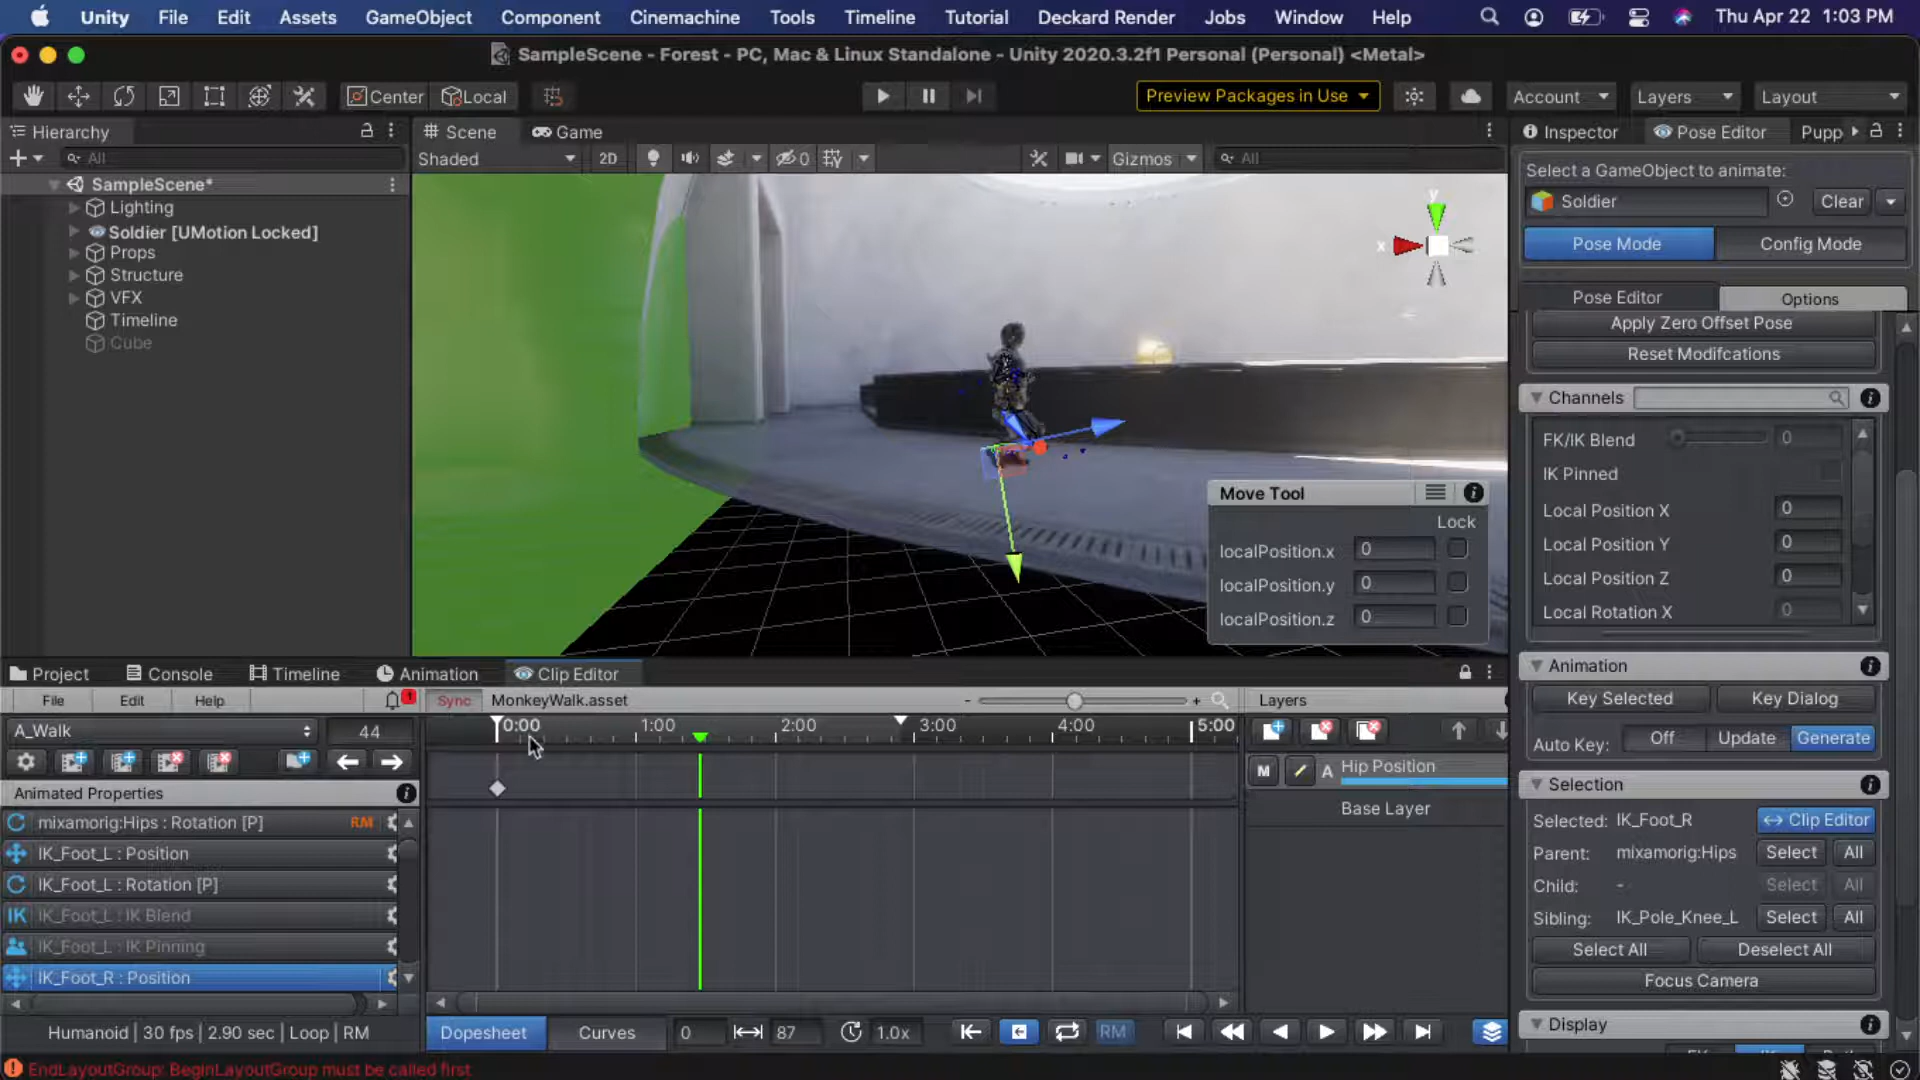 Unity File Edit Assets GameObject Component Cinemachine Tools Timeline Tutorial Deckard Render Jobs Window Help Thu Apr 22 1:03 PM
SampleScene - Forest - PC, Mac & Linux Standalone - Unity 2020.3.2f1 Personal (Personal) <Metal>
Center Local Preview Packages in Use Account Layers Layout
Hierarchy
All
SampleScene*
Lighting
Soldier [UMotion Locked]
Props
Structure
VFX
Timeline
Cube
Scene Game
Shaded 2D 0 Gizmos All
y
x
Move Tool
Lock
localPosition.x 0
localPosition.y 0
localPosition.z 0
Inspector Pose Editor Pupp
Select a GameObject to animate:
Soldier Clear
Pose Mode Config Mode
Pose Editor Options
Apply Zero Offset Pose
Reset Modifcations
Channels
FK/IK Blend 0
IK Pinned
Local Position X 0
Local Position Y 0
Local Position Z 0
Local Rotation X 0
Animation
Key Selected Key Dialog
Auto Key: Off Update Generate
Selection
Selected: IK_Foot_R Clip Editor
Parent: mixamorig:Hips Select All
Child: - Select All
Sibling: IK_Pole_Knee_L Select All
Select All Deselect All
Focus Camera
Display
Project Console Timeline Animation Clip Editor
File Edit Help 1 Sync MonkeyWalk.asset - + Layers
A_Walk 44 0:00 1:00 2:00 3:00 4:00 5:00
Animated Properties
mixamorig:Hips : Rotation [P] RM
IK_Foot_L : Position
IK_Foot_L : Rotation [P]
IK IK_Foot_L : IK Blend
IK_Foot_L : IK Pinning
IK_Foot_R : Position
M A Hip Position
Base Layer
Humanoid | 30 fps | 2.90 sec | Loop | RM Dopesheet Curves 0 87 1.0x RM
EndLayoutGroup: BeginLayoutGroup must be called first.